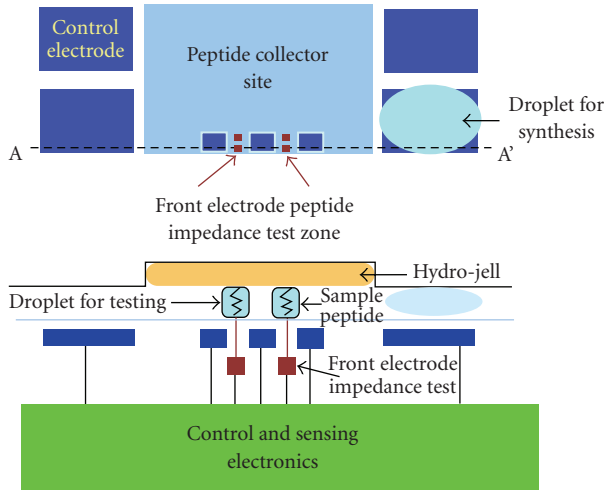 Control
electrode
Peptide collector
site
Droplet for
synthesis
A
A'
Front electrode peptide
impedance test zone
Hydro-jell
Droplet for testing
Sample
peptide
Front electrode
impedance test
Control and sensing
electronics